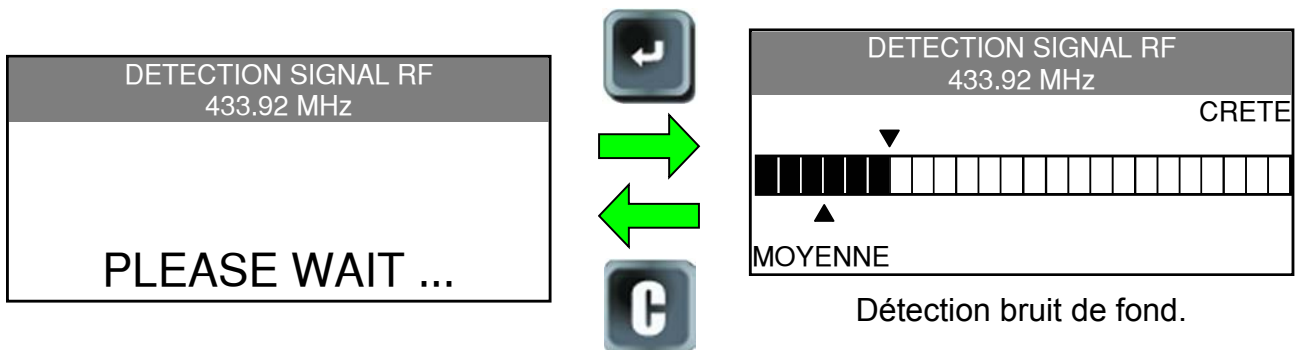 DETECTION SIGNAL RF
433.92 MHz
PLEASE WAIT ...
C
DETECTION SIGNAL RF
433.92 MHz
CRETE
MOYENNE
Détection bruit de fond.